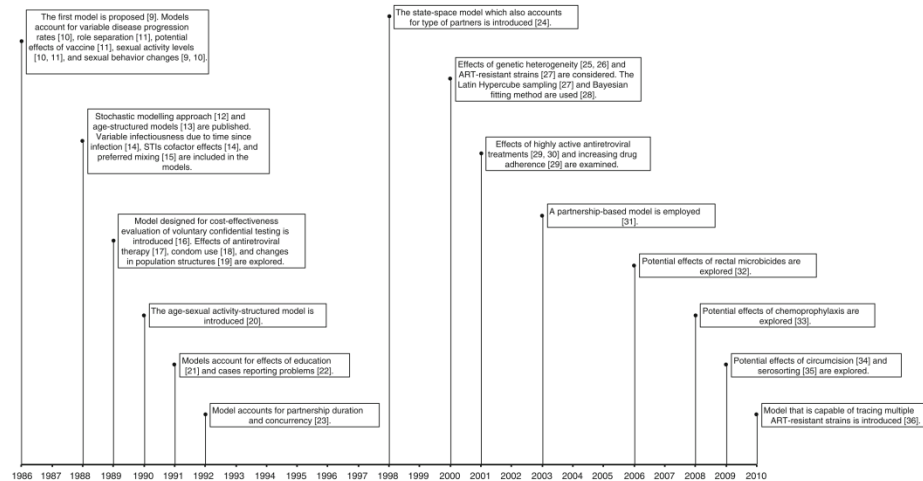 The first model is proposed [9]. Models
account for variable disease progression
rates [10], role separation [11], potential
effects of vaccine [11], sexual activity levels
[10, 11], and sexual behavior changes [9, 10].
The state-space model which also accounts
for type of partners is introduced [24].
Effects of genetic heterogeneity [25, 26] and
ART-resistant strains [27] are considered. The
Latin Hypercube sampling [27] and Bayesian
fitting method are used [28].
Stochastic modelling approach [12] and
age-structured models [13] are published.
Variable infectiousness due to time since
infection [14], STIs cofactor effects [14], and
preferred mixing [15] are included in the
models.
Effects of highly active antiretroviral
treatments [29, 30] and increasing drug
adherence [29] are examined.
Model designed for cost-effectiveness
evaluation of voluntary confidential testing is
introduced [16]. Effects of antiretroviral
therapy [17], condom use [18], and changes
in population structures [19] are explored.
A partnership-based model is employed
[31].
Potential effects of rectal microbicides are
explored [32].
The age-sexual activity-structured model is
introduced [20].
Potential effects of chemoprophylaxis are
explored [33].
Models account for effects of education
[21] and cases reporting problems [22].
Potential effects of circumcision [34] and
serosorting [35] are explored.
Model accounts for partnership duration
and concurrency [23].
Model that is capable of tracing multiple
ART-resistant strains is introduced [36].
1986 1987 1988 1989 1990 1991 1992 1993 1994 1995 1996 1997 1998 1999 2000 2001 2002 2003 2004 2005 2006 2007 2008 2009 2010